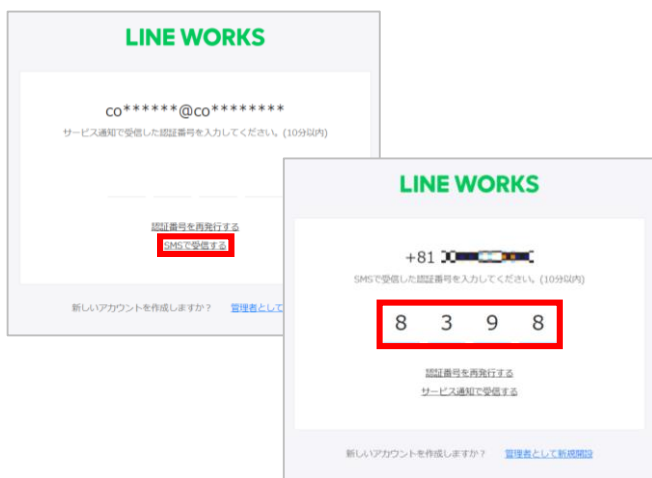 LINE WORKS
co******@co********
サービス通知で受信した認証番号を入力してください。(10分以内)
認証番号を再発行する
SMSで受信する
新しいアカウントを作成しますか？ 管理者として
LINE WORKS
+81
SMSで受信した認証番号を入力してください。(10分以内)
8 3 9 8
認証番号を再発行する
サービス通知で受信する
新しいアカウントを作成しますか？ 管理者として新規開設